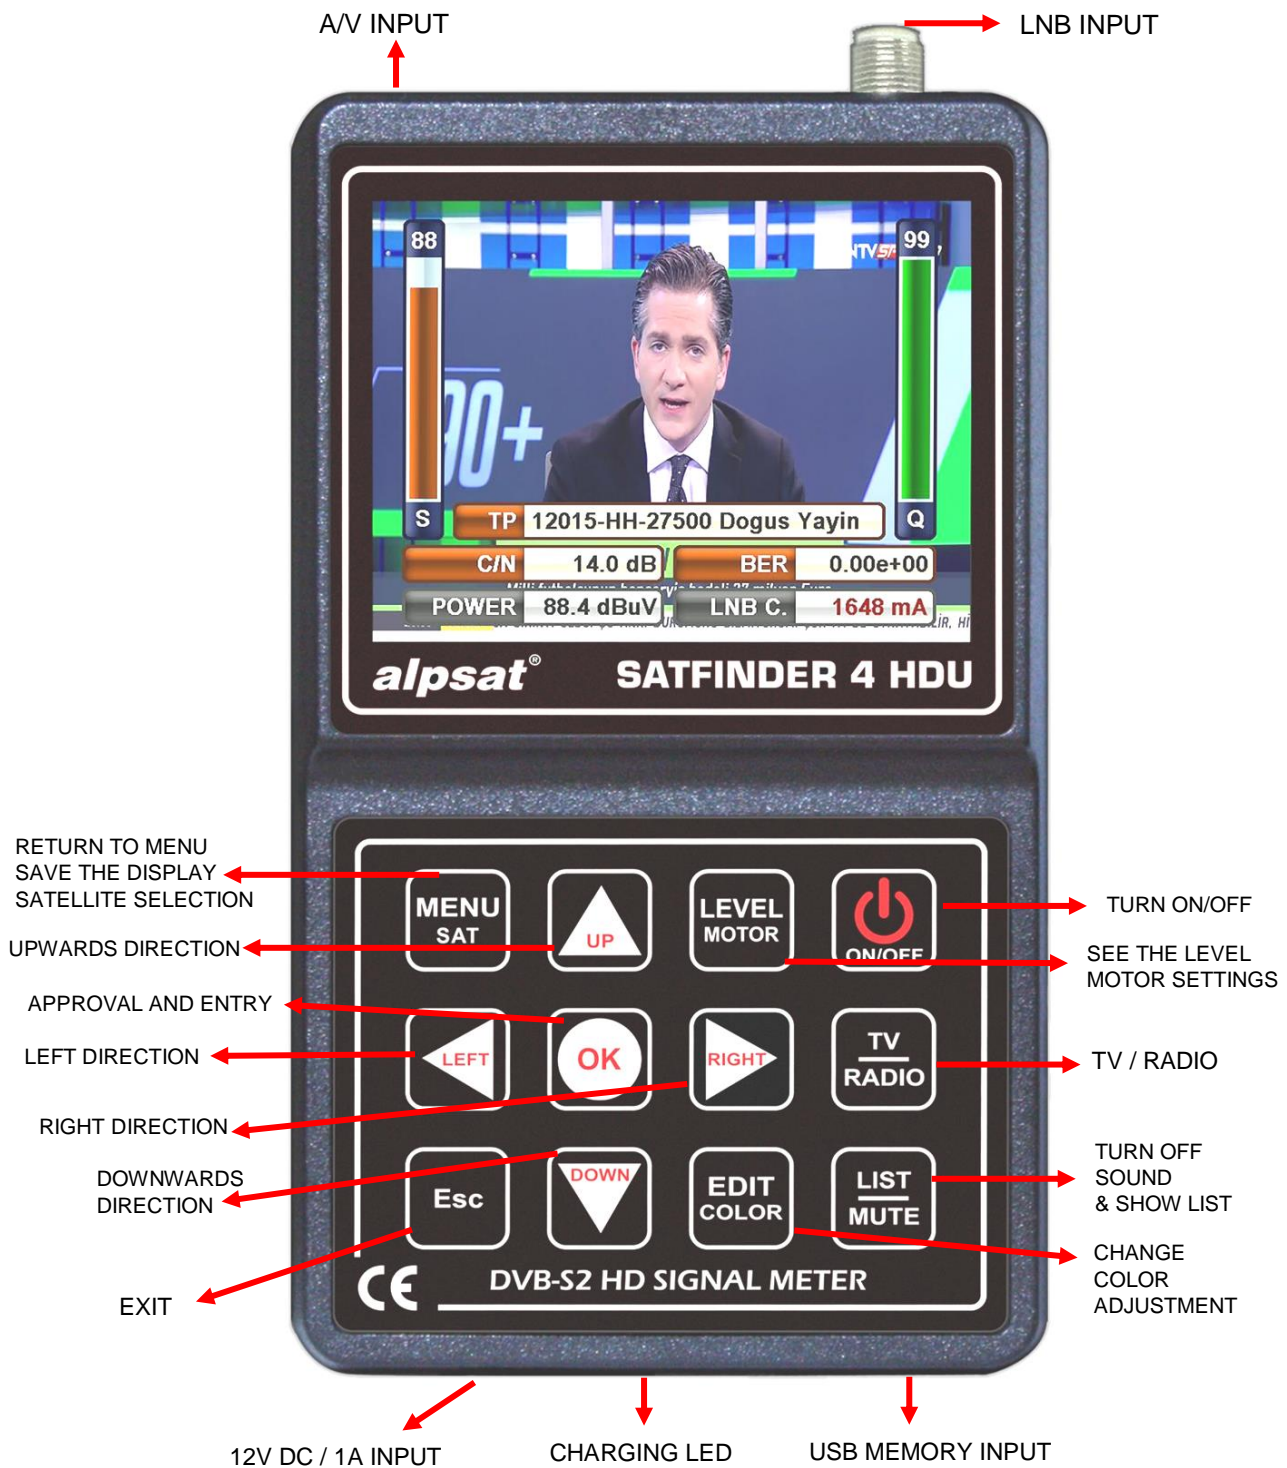 A/V INPUT
LNB INPUT
88
99
NTV
90+
S
Q
TP 12015-HH-27500 Dogus Yayin
C/N 14.0 dB BER 0.00e+00
POWER 88.4 dBuV LNB C. 1648 mA
alpsat® SATFINDER 4 HDU
RETURN TO MENU
SAVE THE DISPLAY
SATELLITE SELECTION
UPWARDS DIRECTION
APPROVAL AND ENTRY
LEFT DIRECTION
RIGHT DIRECTION
DOWNWARDS
DIRECTION
EXIT
MENU
SAT
UP
LEVEL
MOTOR
ON/OFF
LEFT
OK
RIGHT
TV
RADIO
Esc
DOWN
EDIT
COLOR
LIST
MUTE
CE DVB-S2 HD SIGNAL METER
TURN ON/OFF
SEE THE LEVEL
MOTOR SETTINGS
TV / RADIO
TURN OFF
SOUND
& SHOW LIST
CHANGE
COLOR
ADJUSTMENT
12V DC / 1A INPUT
CHARGING LED
USB MEMORY INPUT